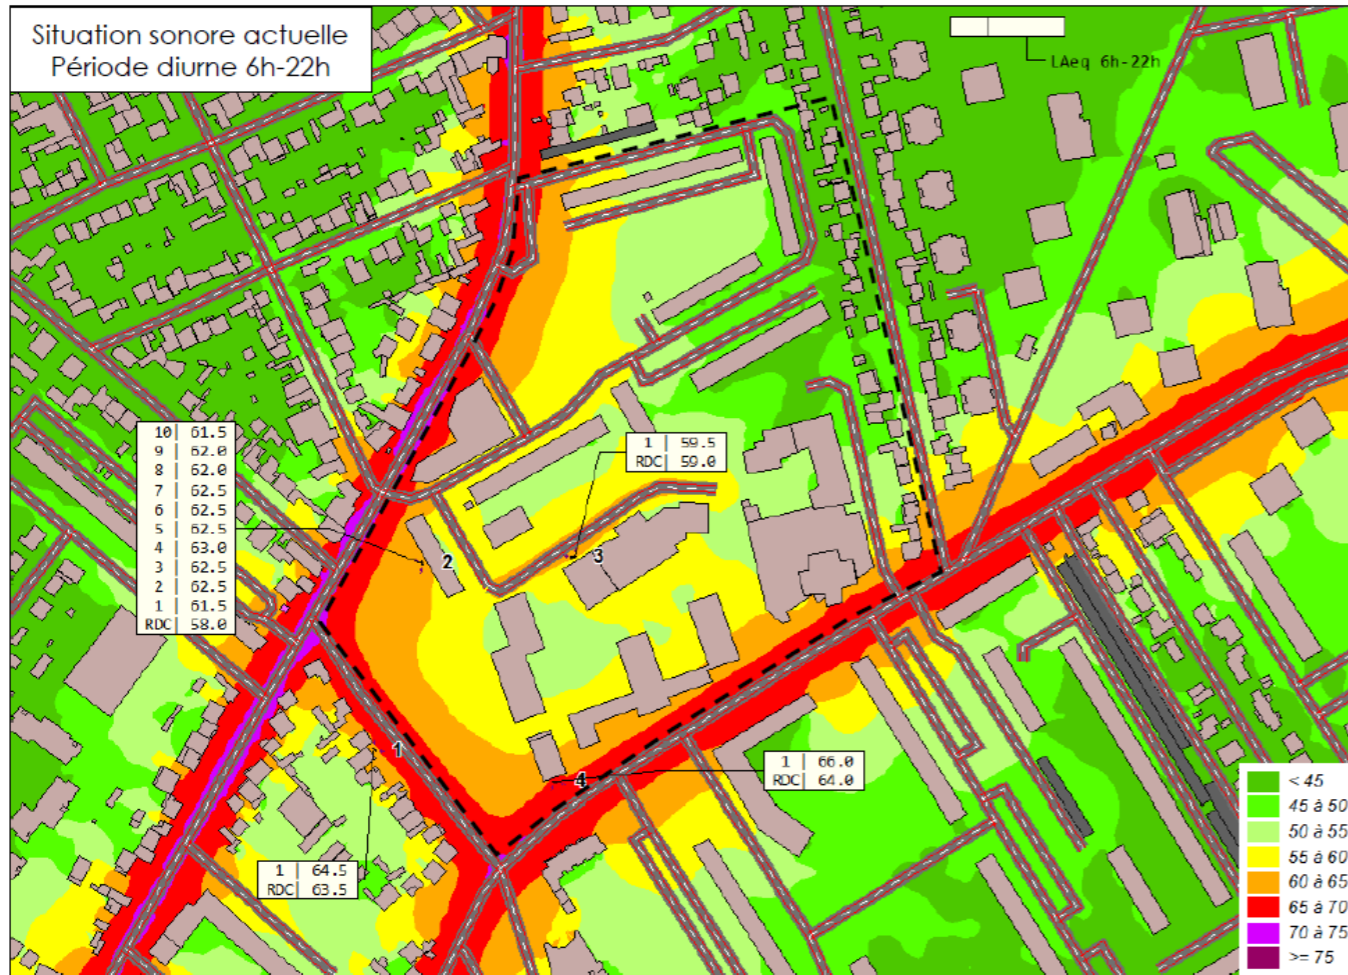 Situation sonore actuelle
Période diurne 6h-22h
LAeq 6h-22h
10| 61.5
9 | 62.0
8 | 62.0
7 | 62.5
6 | 62.5
5 | 62.5
4 | 63.0
3 | 62.5
2 | 62.5
1 | 61.5
RDC| 58.0
1 | 59.5
RDC| 59.0
2
3
1
4
1 | 66.0
RDC| 64.0
1 | 64.5
RDC| 63.5
< 45
45 à 50
50 à 55
55 à 60
60 à 65
65 à 70
70 à 75
>= 75